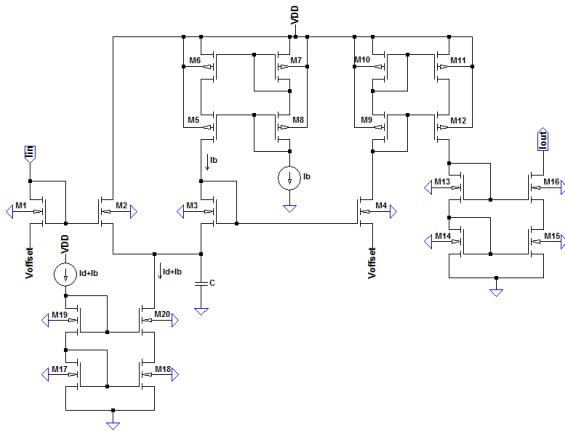 VDD
M6
M7
M10
M11
M5
M8
M9
M12
Iin
Iout
Ib
Ib
M13
M16
M1
M2
M3
M4
Voffset
VDD
Voffset
M14
M15
Id+Ib
Id+Ib
C
M19
M20
M17
M18